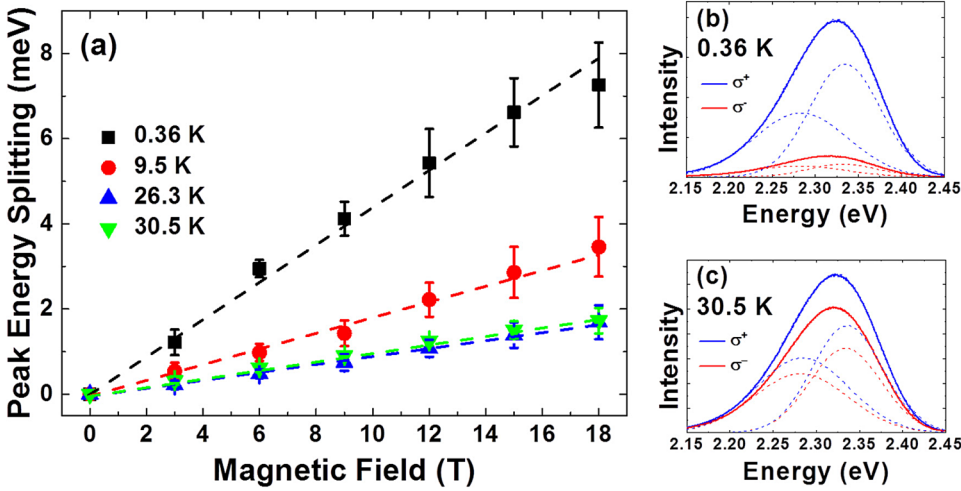 (a)
Peak Energy Splitting (meV)
8
6
4
2
0
0.36 K
9.5 K
26.3 K
30.5 K
0 2 4 6 8 10 12 14 16 18
Magnetic Field (T)
(b)
0.36 K
σ+
σ-
Intensity
2.15 2.20 2.25 2.30 2.35 2.40 2.45
Energy (eV)
(c)
30.5 K
σ+
σ−
Intensity
2.15 2.20 2.25 2.30 2.35 2.40 2.45
Energy (eV)